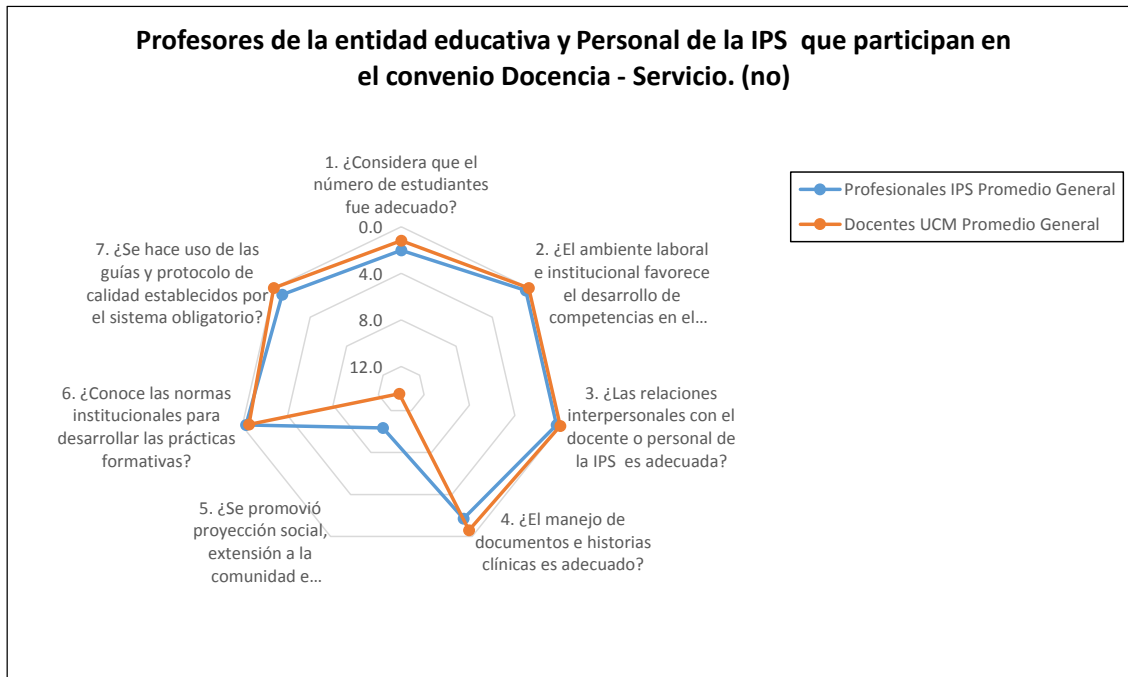 Profesores de la entidad educativa y Personal de la IPS que participan en
el convenio Docencia - Servicio. (no)
1. ¿Considera que el
número de estudiantes
fue adecuado?
0.0
4.0
8.0
12.0
2. ¿El ambiente laboral
e institucional favorece
el desarrollo de
competencias en el…
3. ¿Las relaciones
interpersonales con el
docente o personal de
la IPS es adecuada?
4. ¿El manejo de
documentos e historias
clínicas es adecuado?
5. ¿Se promovió
proyección social,
extensión a la
comunidad e…
6. ¿Conoce las normas
institucionales para
desarrollar las prácticas
formativas?
7. ¿Se hace uso de las
guías y protocolo de
calidad establecidos por
el sistema obligatorio?
Profesionales IPS Promedio General
Docentes UCM Promedio General